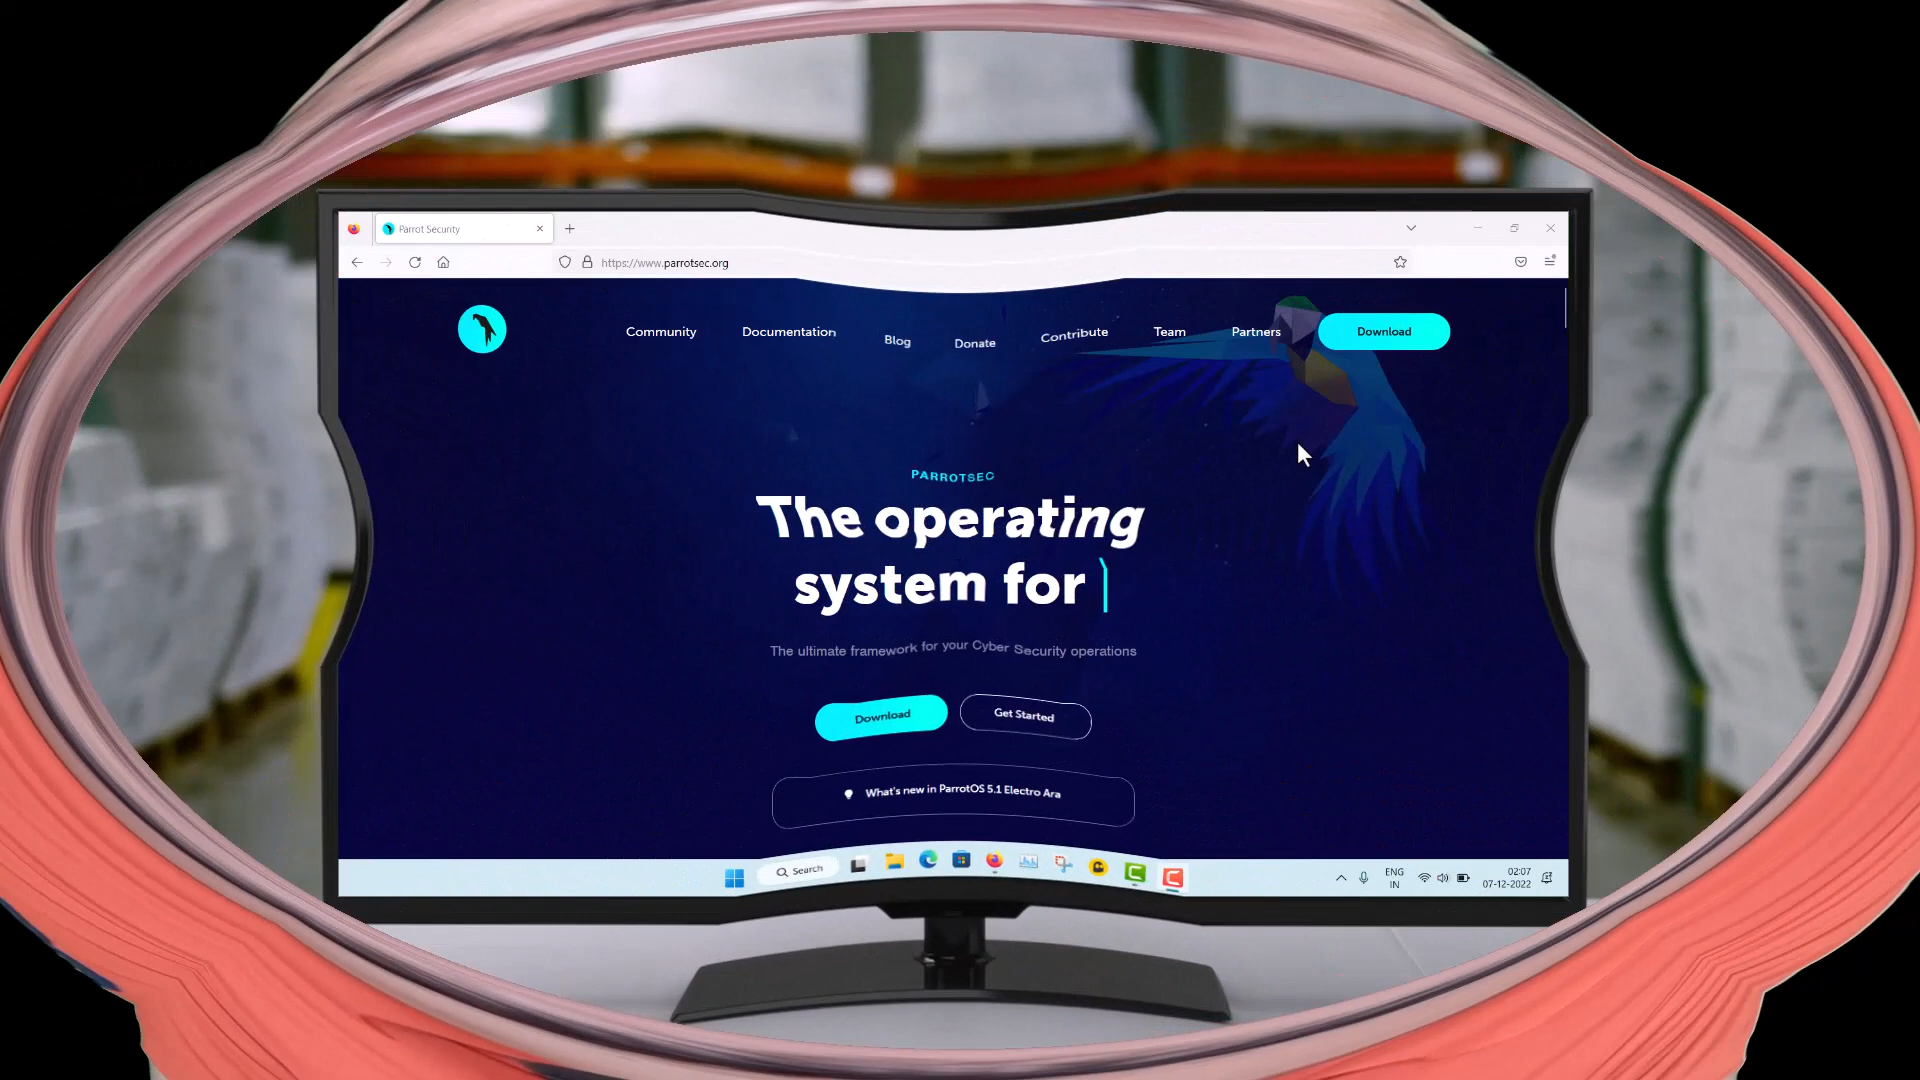 Parrot Security
https://www.parrotsec.org
Community Documentation Blog Donate Contribute Team Partners Download
PARROTSEC
The operating
system for
The ultimate framework for your Cyber Security operations
Download Get Started
What's new in ParrotOS 5.1 Electro Ara
Search
ENG
IN
02:07
07-12-2022